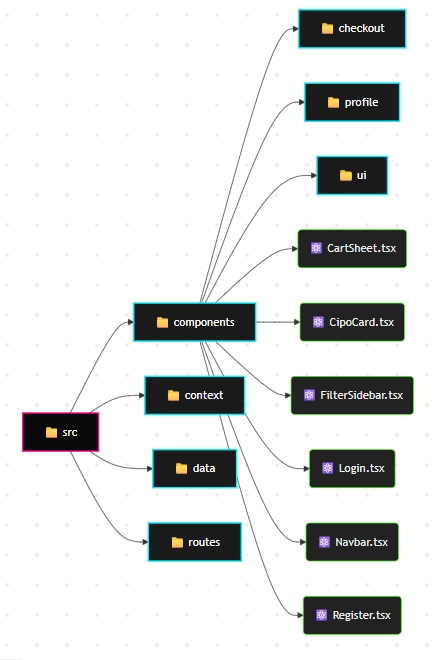 checkout
profile
ui
CartSheet.tsx
components
CipoCard.tsx
context
FilterSidebar.tsx
src
data
Login.tsx
routes
Navbar.tsx
Register.tsx